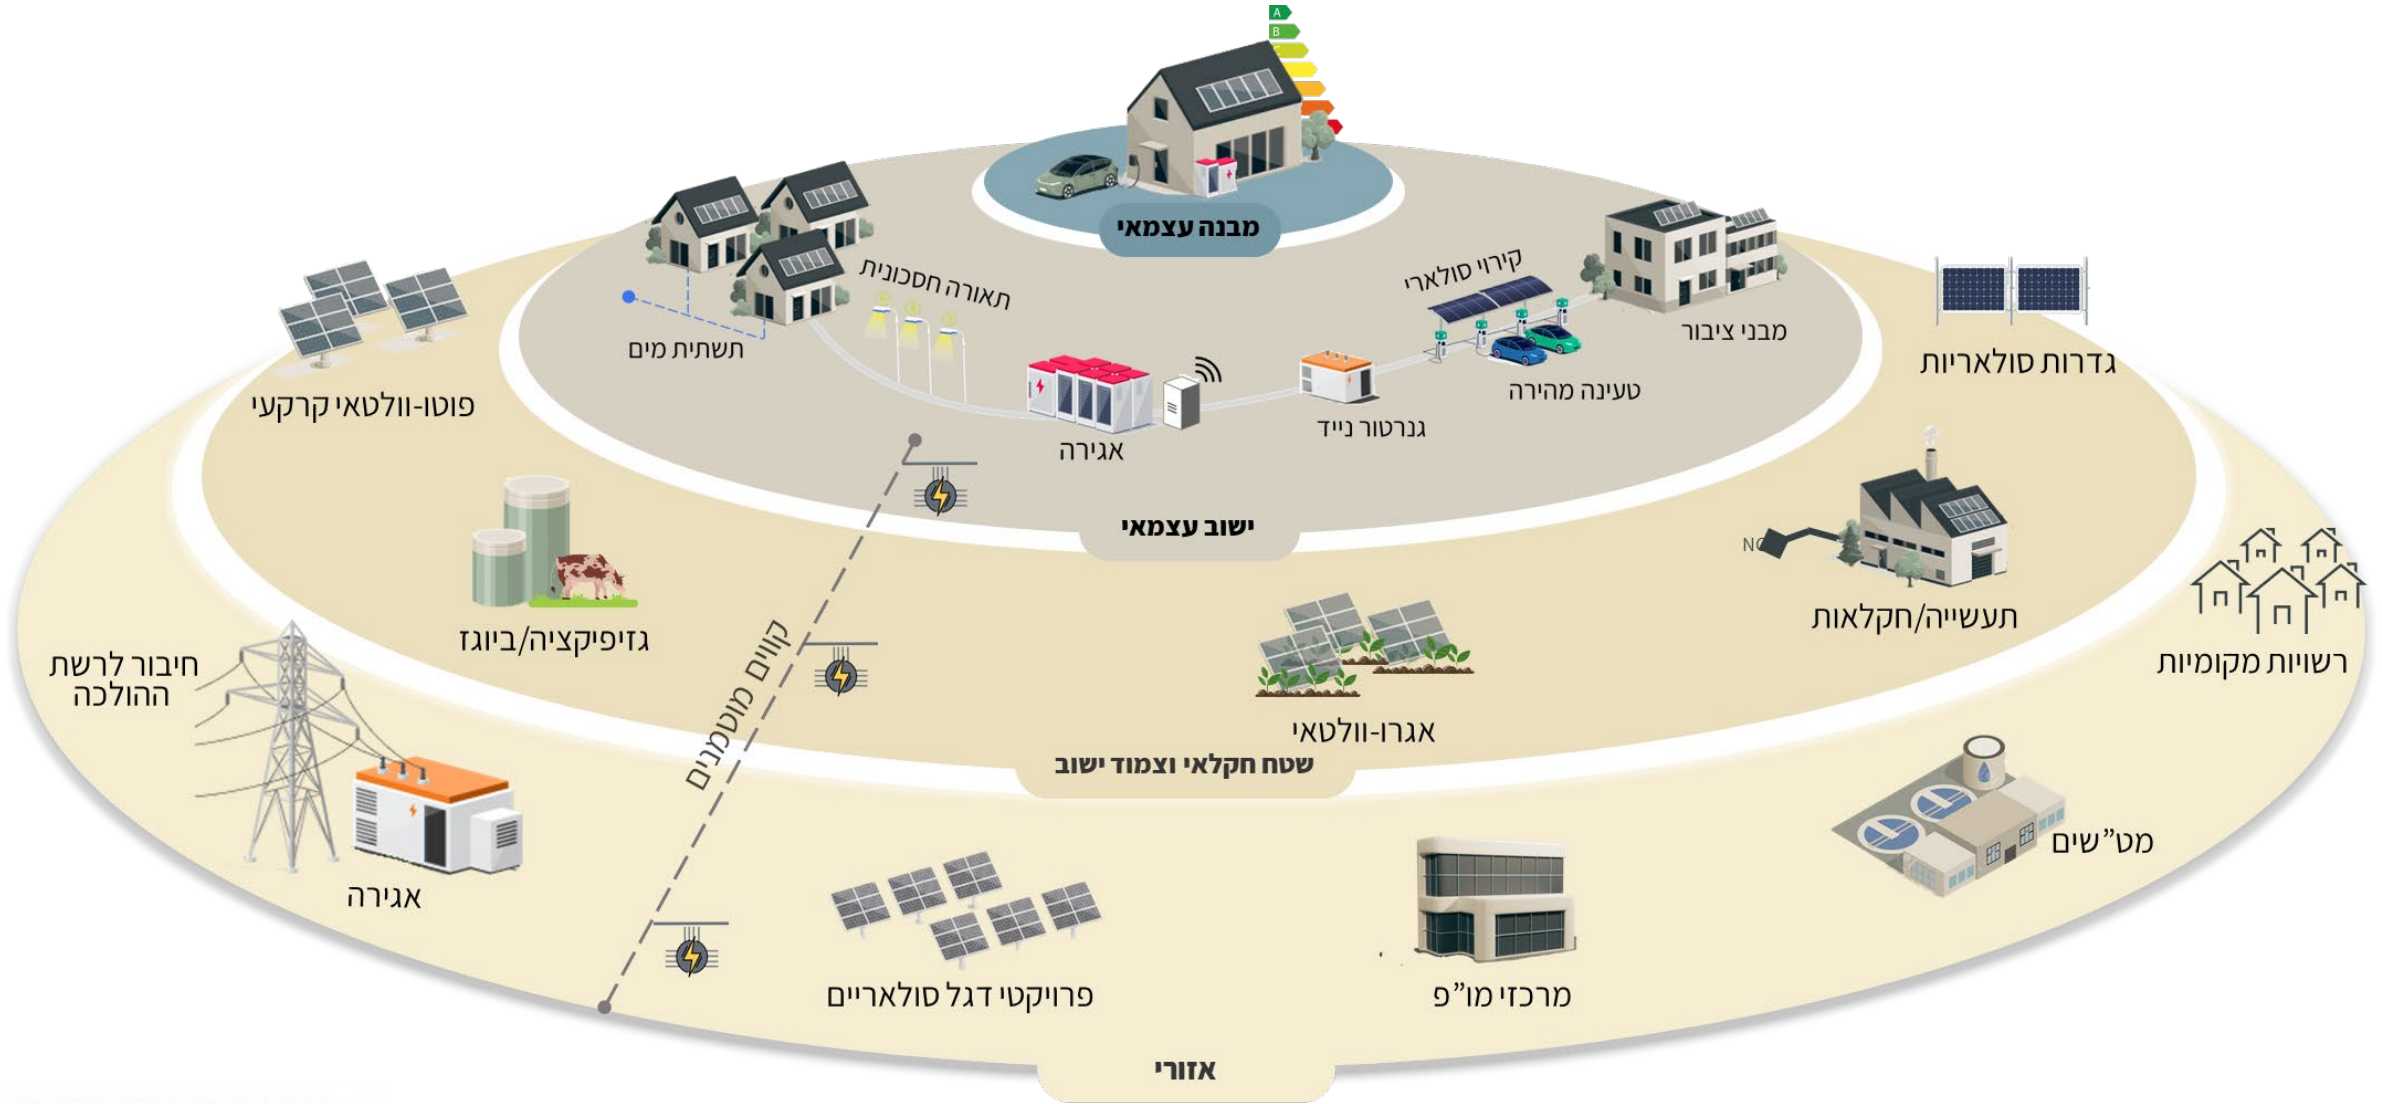 A
B
C
מבנה עצמאי
תאורה חסכונית
קירוי סולארי
תשתית מים
מבני ציבור
טעינה מהירה
גנרטור נייד
אגירה
ישוב עצמאי
פוטו-וולטאי קרקעי
גדרות סולאריות
גזיפיקציה/ביוגז
קווים מוטמנים
תעשייה/חקלאות
אגרו-וולטאי
שטח חקלאי וצמוד ישוב
חיבור לרשת
ההולכה
אגירה
רשויות מקומיות
מט”שים
פרויקטי דגל סולאריים
מרכזי מו”פ
אזורי